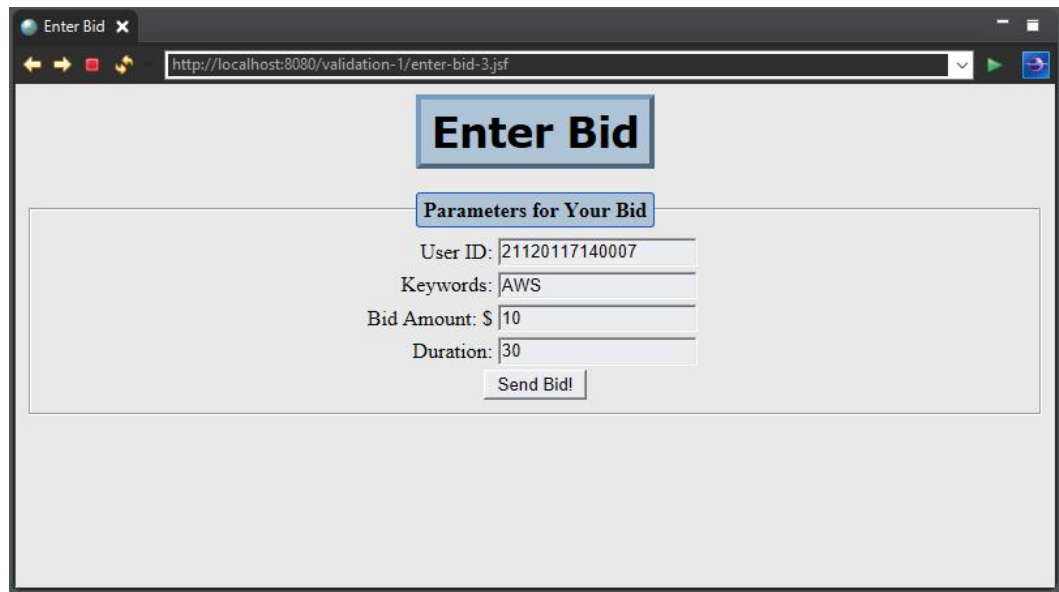 Enter Bid
http://localhost:8080/validation-1/enter-bid-3.jsf
Enter Bid
Parameters for Your Bid
User ID: 21120117140007
Keywords: AWS
Bid Amount: $ 10
Duration: 30
Send Bid!